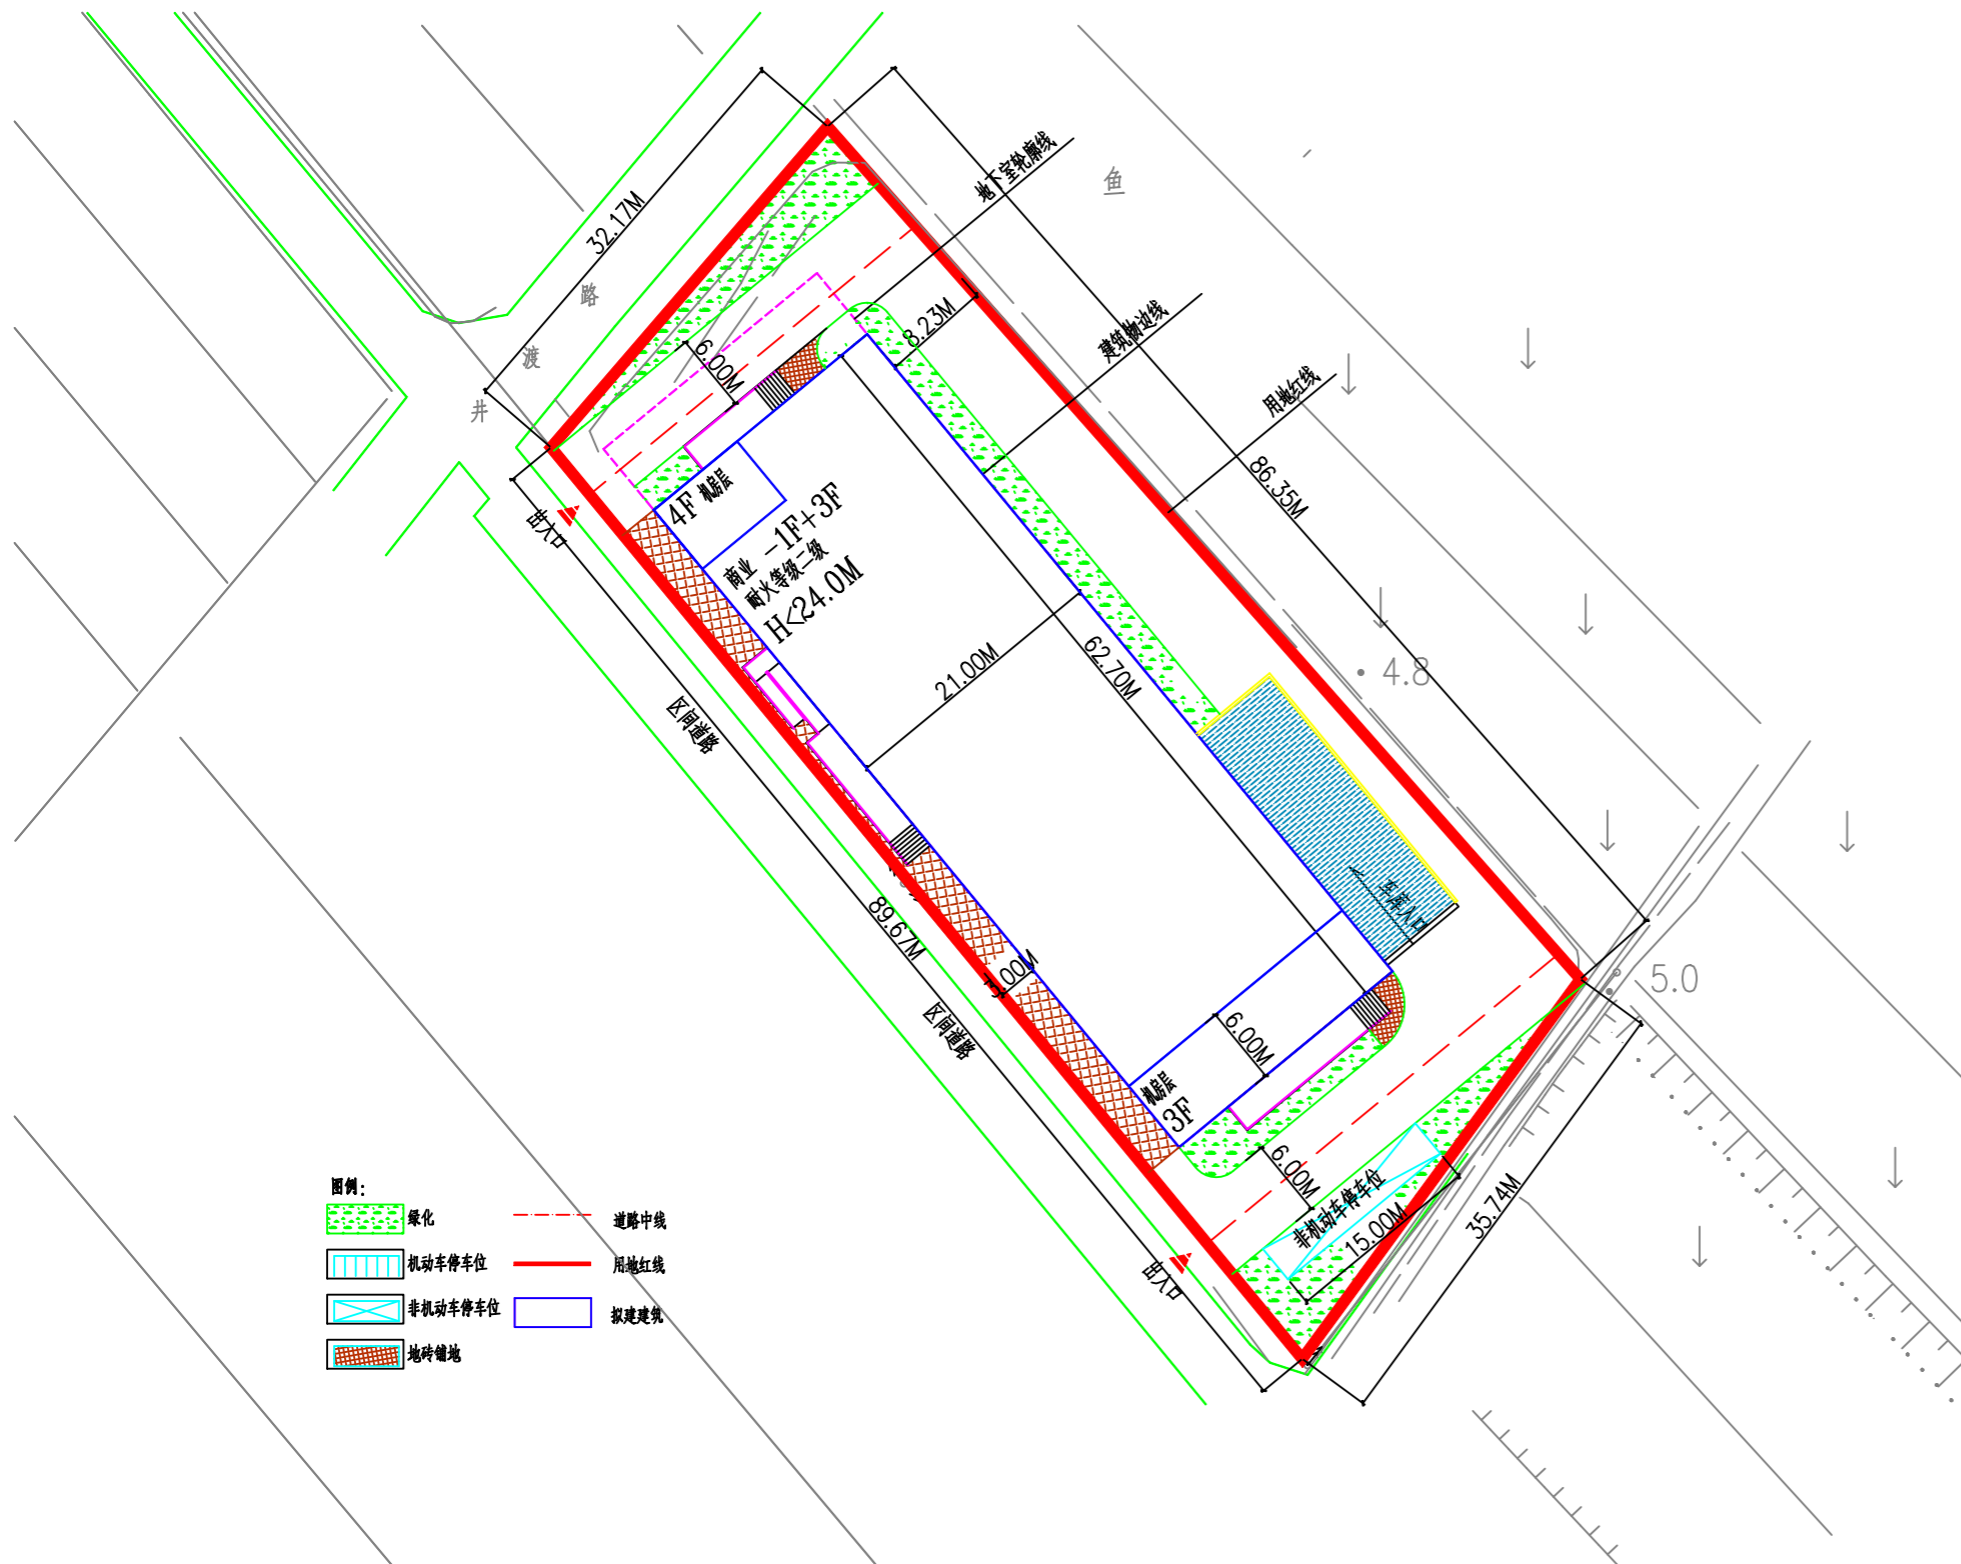 地下室轮廓线
鱼
32.17M
路
8.23M
建筑物边线
渡
6.00M
用地红线
井
86.35M
4F 机房层
出入口
商业 -1F+3F
耐火等级二级
H<24.0M
21.00M
62.70M
4.8
区间道路
车库入口
89.67M
3.00M
5.0
区间道路
6.00M
机房层
3F
6.00M
非机动车停车位
15.00M
35.74M
出入口
图例：
绿化
道路中线
机动车停车位
用地红线
非机动车停车位
拟建建筑
地砖铺地